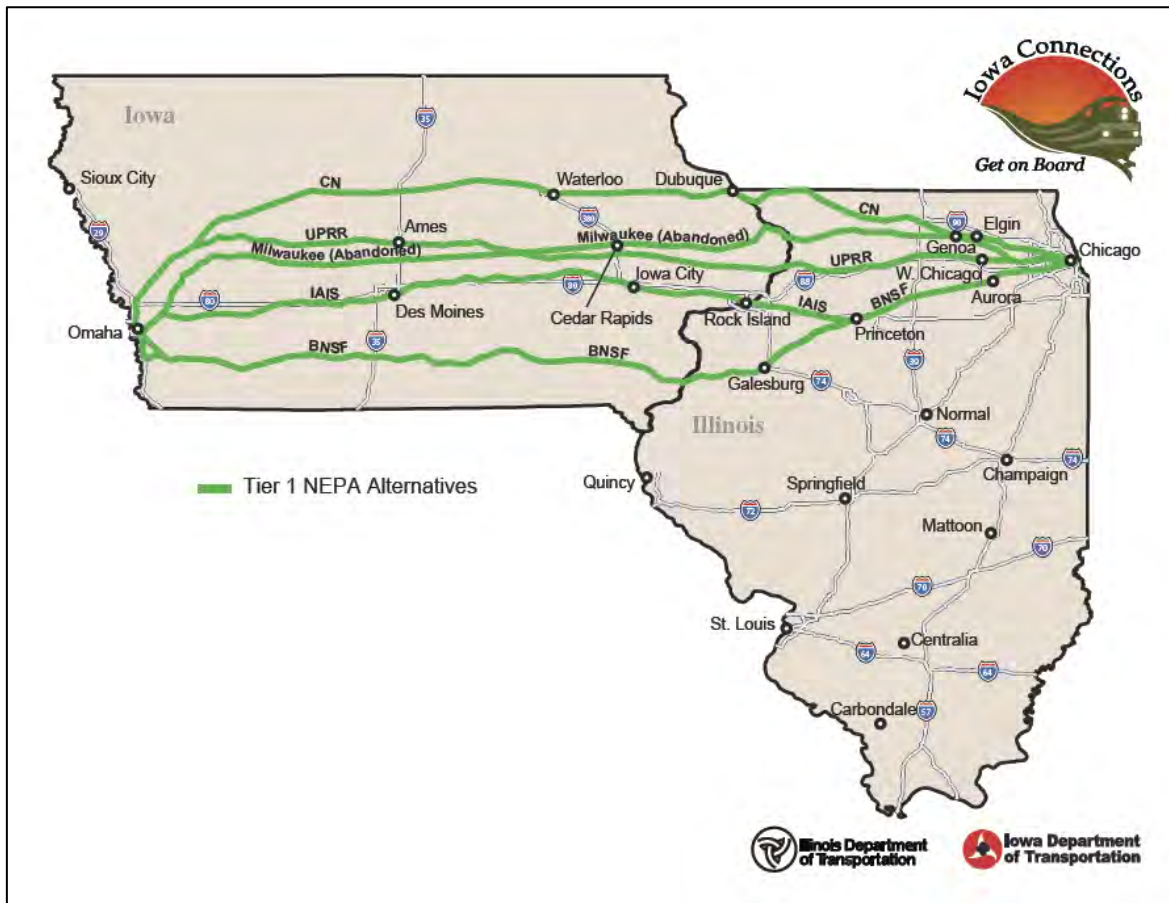 Iowa Connections
Get on Board
Iowa
35
Sioux City
CN
Waterloo
Dubuque
29
380
CN
90
Elgin
UPRR
Ames
Milwaukee (Abandoned)
Genoa
Chicago
Milwaukee (Abandoned)
UPRR
W. Chicago
Iowa City
88
80
IAIS
80
Aurora
BNSF
Des Moines
Cedar Rapids
Rock Island
IAIS
Princeton
Omaha
35
BNSF
BNSF
Galesburg
74
30
Normal
Illinois
74
Tier 1 NEPA Alternatives
Quincy
Springfield
Champaign
74
72
Mattoon
70
70
St. Louis
Centralia
64
64
Carbondale
57
Illinois Department
of Transportation
Iowa Department
of Transportation